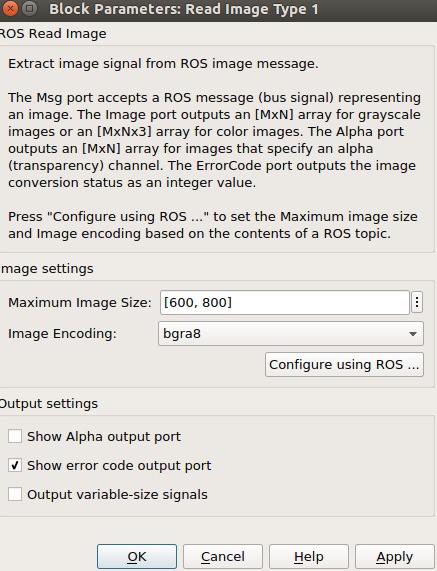 Block Parameters: Read Image Type 1
ROS Read Image
Extract image signal from ROS image message.
The Msg port accepts a ROS message (bus signal) representing
an image. The Image port outputs an [MxN] array for grayscale
images or an [MxNx3] array for color images. The Alpha port
outputs an [MxN] array for images that specify an alpha
(transparency) channel. The ErrorCode port outputs the image
conversion status as an integer value.
Press "Configure using ROS ..." to set the Maximum image size
and Image encoding based on the contents of a ROS topic.
mage settings
Maximum Image Size: [600, 800]
Image Encoding: bgra8
Configure using ROS ...
Output settings
Show Alpha output port
Show error code output port
Output variable-size signals
OK Cancel Help Apply